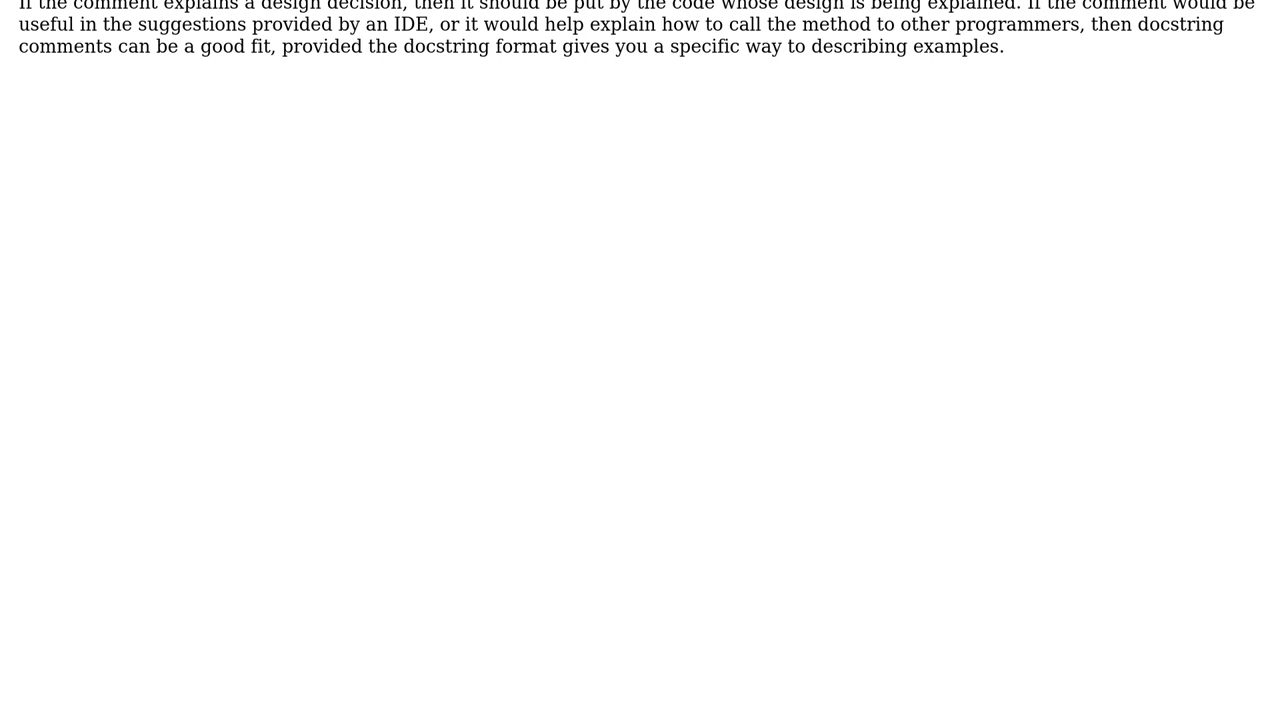 If the comment explains a design decision, then it should be put by the code whose design is being explained. If the comment would be
useful in the suggestions provided by an IDE, or it would help explain how to call the method to other programmers, then docstring
comments can be a good fit, provided the docstring format gives you a specific way to describing examples.